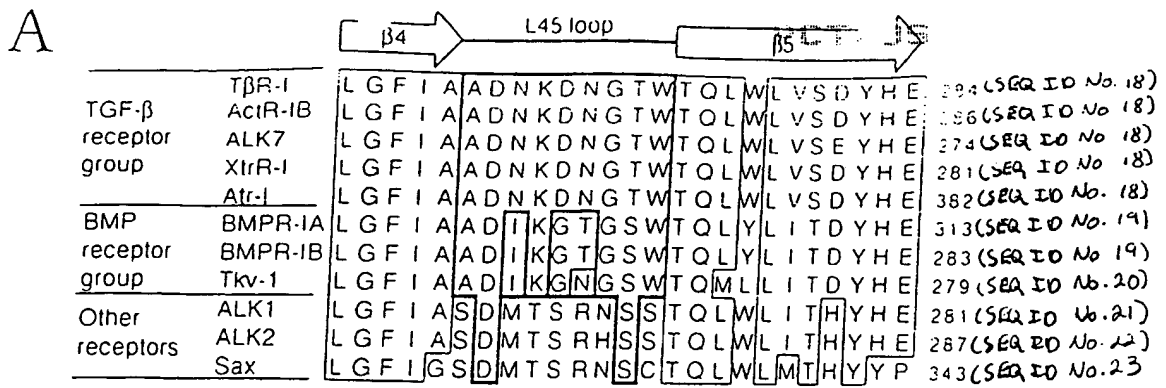 A
β4 L45 loop β5
TβR-I L G F I A A D N K D N G T W T Q L W L V S D Y H E (SEQ ID No. 18)
TGF-β ActR-IB L G F I A A D N K D N G T W T Q L W L V S D Y H E (SEQ ID No 18)
receptor ALK7 L G F I A A D N K D N G T W T Q L W L V S E Y H E 274 (SEQ ID No 18)
group XtrR-I L G F I A A D N K D N G T W T Q L W L V S D Y H E 281 (SEQ ID No 18)
Atr-I L G F I A A D N K D N G T W T Q L W L V S D Y H E 382 (SEQ ID No. 18)
BMP BMPR-IA L G F I A A D I K G T G S W T Q L Y L I T D Y H E 313 (SEQ ID No. 19)
receptor BMPR-IB L G F I A A D I K G T G S W T Q L Y L I T D Y H E 283 (SEQ ID No 19)
group Tkv-1 L G F I A A D I K G N G S W T Q M L L I T D Y H E 279 (SEQ ID No. 20)
Other ALK1 L G F I A S D M T S R N S S T Q L W L I T H Y H E 281 (SEQ ID No. 21)
receptors ALK2 L G F I A S D M T S R H S S T Q L W L I T H Y H E 287 (SEQ ID No. 22)
Sax L G F I G S D M T S R N S C T Q L W L M T H Y Y P 343 (SEQ ID No. 23